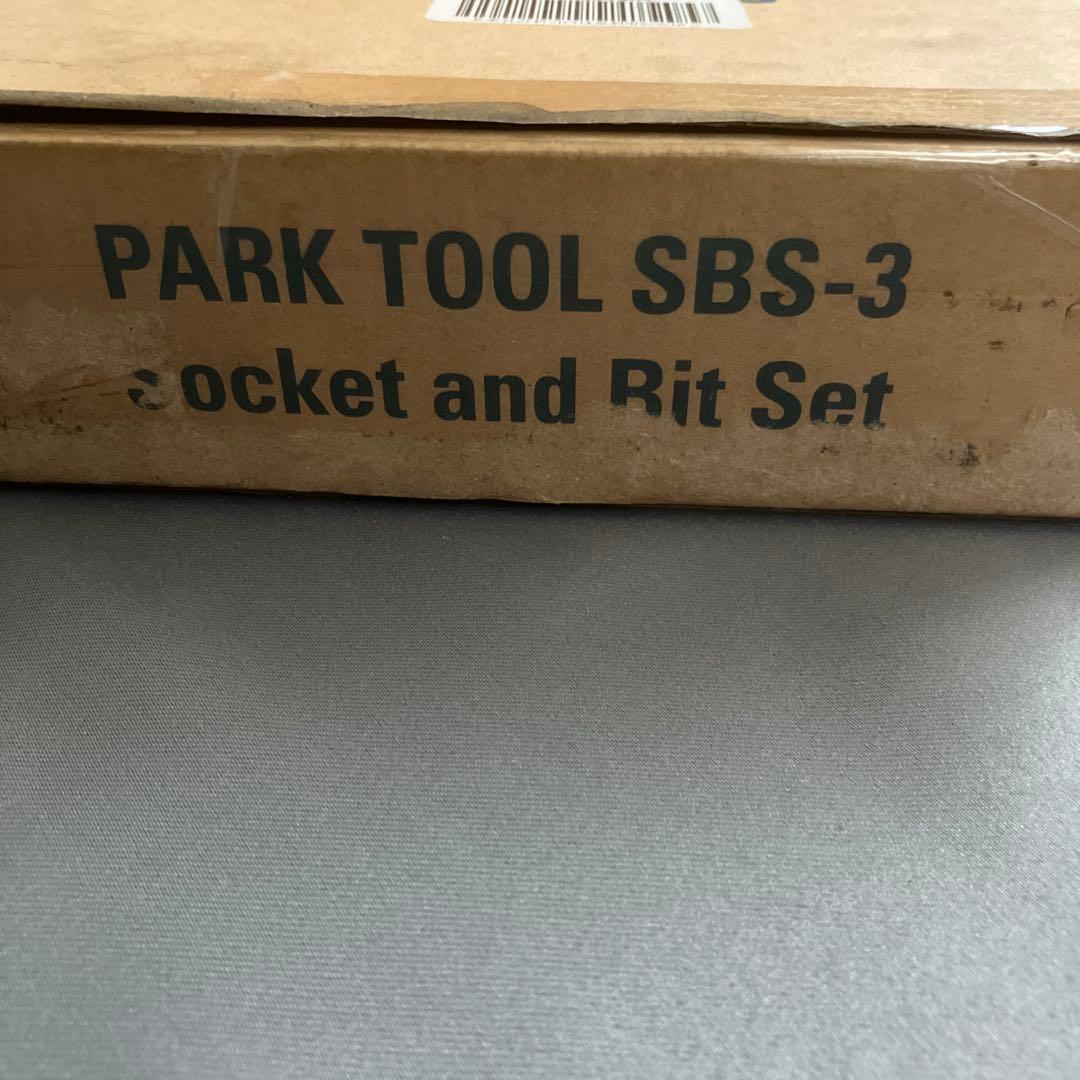 PARK TOOL SBS-3
Socket and Bit Set